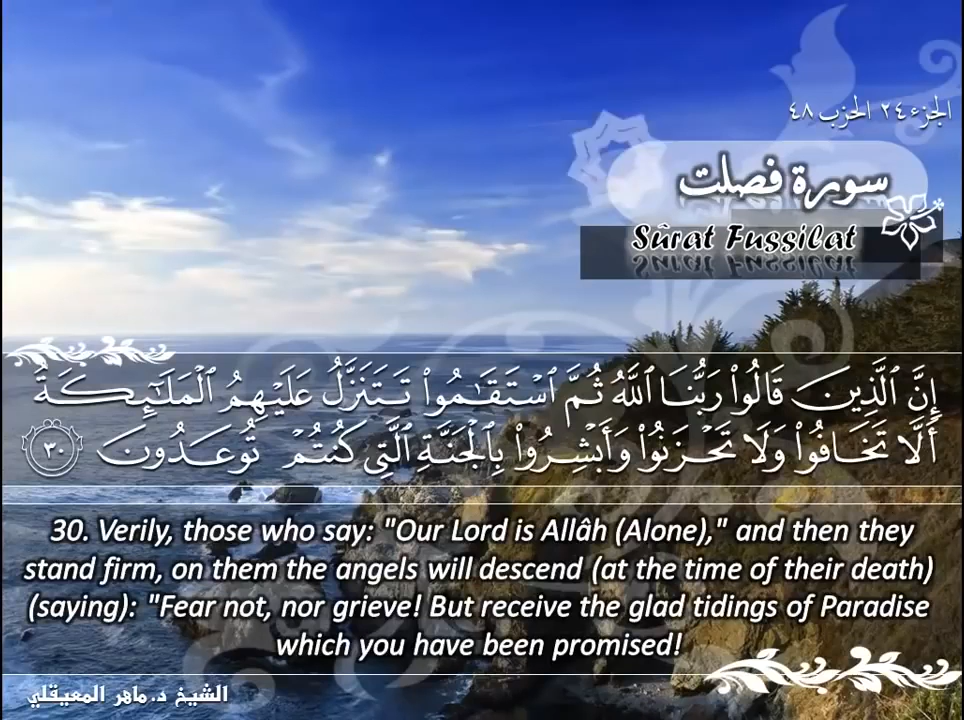 الجزء ٢٤ الحزب ٤٨
سورة فصلت
Sûrat Fussilat
إِنَّ ٱلَّذِينَ قَالُوا۟ رَبُّنَا ٱللَّهُ ثُمَّ ٱسْتَقَـٰمُوا۟ تَتَنَزَّلُ عَلَيْهِمُ ٱلْمَلَـٰٓئِكَةُ
أَلَّا تَخَافُوا۟ وَلَا تَحْزَنُوا۟ وَأَبْشِرُوا۟ بِٱلْجَنَّةِ ٱلَّتِى كُنتُمْ تُوعَدُونَ ٣٠
30. Verily, those who say: "Our Lord is Allâh (Alone)," and then they
stand firm, on them the angels will descend (at the time of their death)
(saying): "Fear not, nor grieve! But receive the glad tidings of Paradise
which you have been promised!
الشيخ د. ماهر المعيقلي